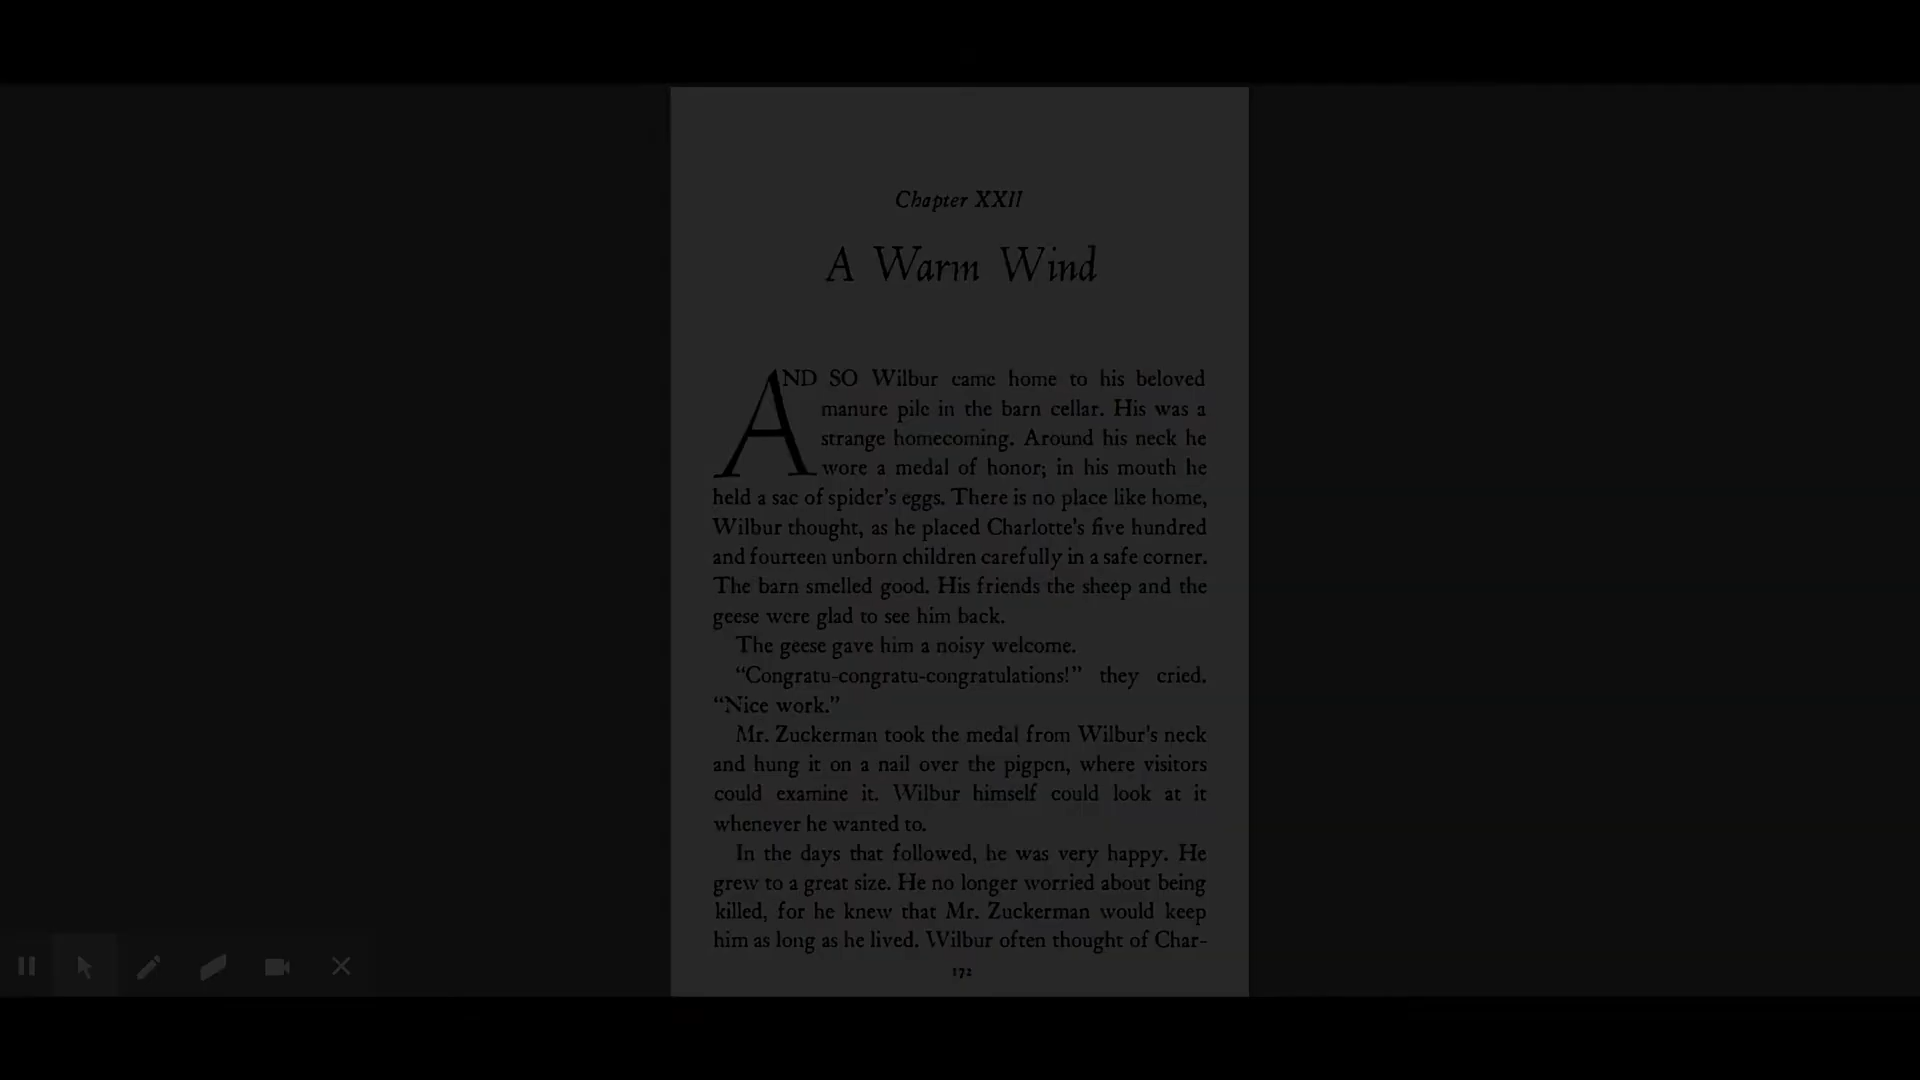 Chapter XXII
A Warm Wind
AND SO Wilbur came home to his beloved
manure pile in the barn cellar. His was a
strange homecoming. Around his neck he
wore a medal of honor; in his mouth he
held a sac of spider's eggs. There is no place like home,
Wilbur thought, as he placed Charlotte's five hundred
and fourteen unborn children carefully in a safe corner.
The barn smelled good. His friends the sheep and the
geese were glad to see him back.
The geese gave him a noisy welcome.
"Congratu-congratu-congratulations!" they cried.
"Nice work."
Mr. Zuckerman took the medal from Wilbur's neck
and hung it on a nail over the pigpen, where visitors
could examine it. Wilbur himself could look at it
whenever he wanted to.
In the days that followed, he was very happy. He
grew to a great size. He no longer worried about being
killed, for he knew that Mr. Zuckerman would keep
him as long as he lived. Wilbur often thought of Char-
172